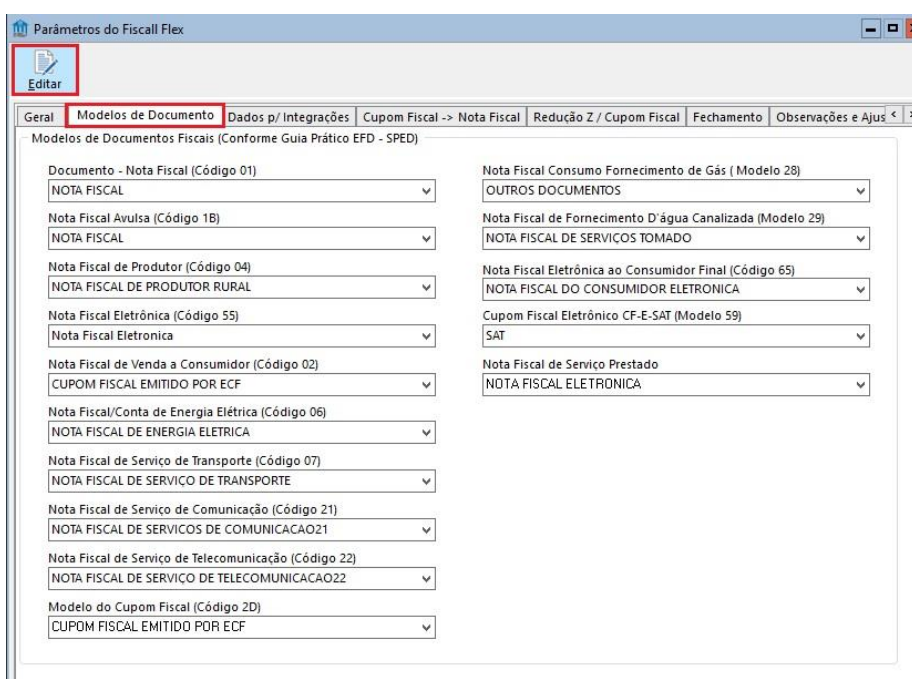 Parâmetros do Fiscall Flex
Editar
Geral Modelos de Documento Dados p/ Integrações Cupom Fiscal -> Nota Fiscal Redução Z / Cupom Fiscal Fechamento Observações e Ajus
Modelos de Documentos Fiscais (Conforme Guia Prático EFD - SPED)
Documento - Nota Fiscal (Código 01)
NOTA FISCAL
Nota Fiscal Avulsa (Código 1B)
NOTA FISCAL
Nota Fiscal de Produtor (Código 04)
NOTA FISCAL DE PRODUTOR RURAL
Nota Fiscal Eletrônica (Código 55)
Nota Fiscal Eletronica
Nota Fiscal de Venda a Consumidor (Código 02)
CUPOM FISCAL EMITIDO POR ECF
Nota Fiscal/Conta de Energia Elétrica (Código 06)
NOTA FISCAL DE ENERGIA ELETRICA
Nota Fiscal de Serviço de Transporte (Código 07)
NOTA FISCAL DE SERVIÇO DE TRANSPORTE
Nota Fiscal de Serviço de Comunicação (Código 21)
NOTA FISCAL DE SERVICOS DE COMUNICACAO21
Nota Fiscal de Serviço de Telecomunicação (Código 22)
NOTA FISCAL DE SERVIÇO DE TELECOMUNICACAO22
Modelo do Cupom Fiscal (Código 2D)
CUPOM FISCAL EMITIDO POR ECF
Nota Fiscal Consumo Fornecimento de Gás ( Modelo 28)
OUTROS DOCUMENTOS
Nota Fiscal de Fornecimento D'água Canalizada (Modelo 29)
NOTA FISCAL DE SERVIÇOS TOMADO
Nota Fiscal Eletrônica ao Consumidor Final (Código 65)
NOTA FISCAL DO CONSUMIDOR ELETRONICA
Cupom Fiscal Eletrônico CF-E-SAT (Modelo 59)
SAT
Nota Fiscal de Serviço Prestado
NOTA FISCAL ELETRONICA